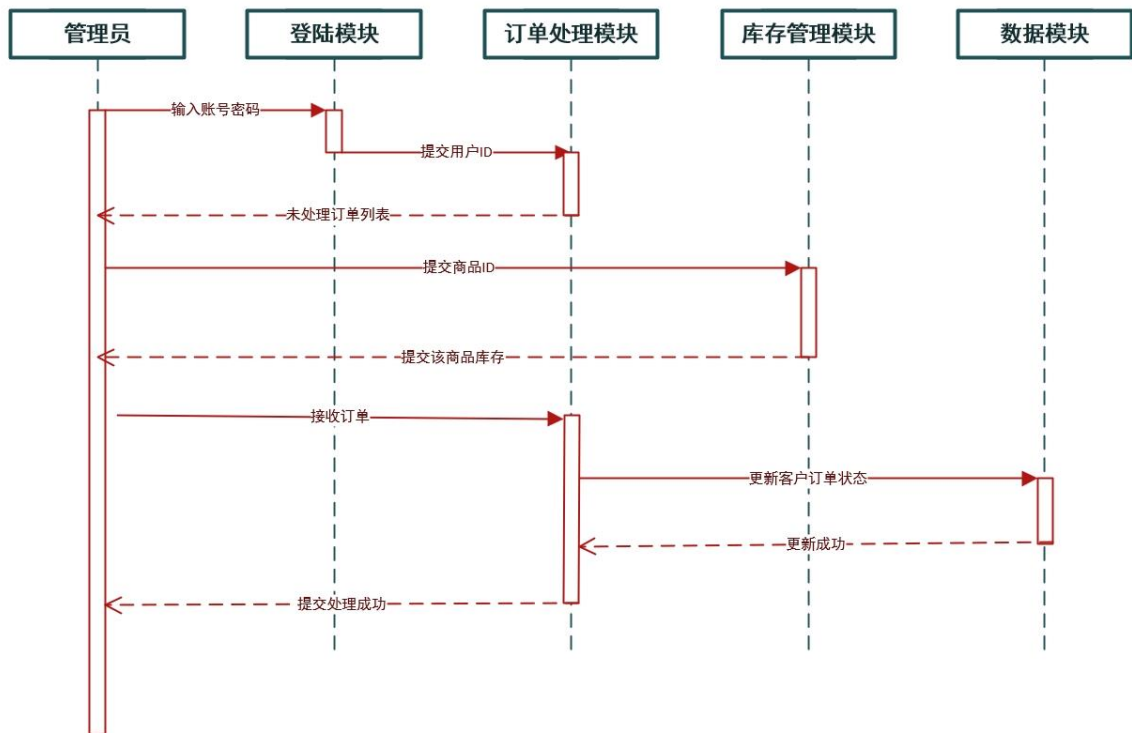 管理员
登陆模块
订单处理模块
库存管理模块
数据模块
输入账号密码
提交用户ID
未处理订单列表
提交商品ID
提交该商品库存
接收订单
更新客户订单状态
更新成功
提交处理成功